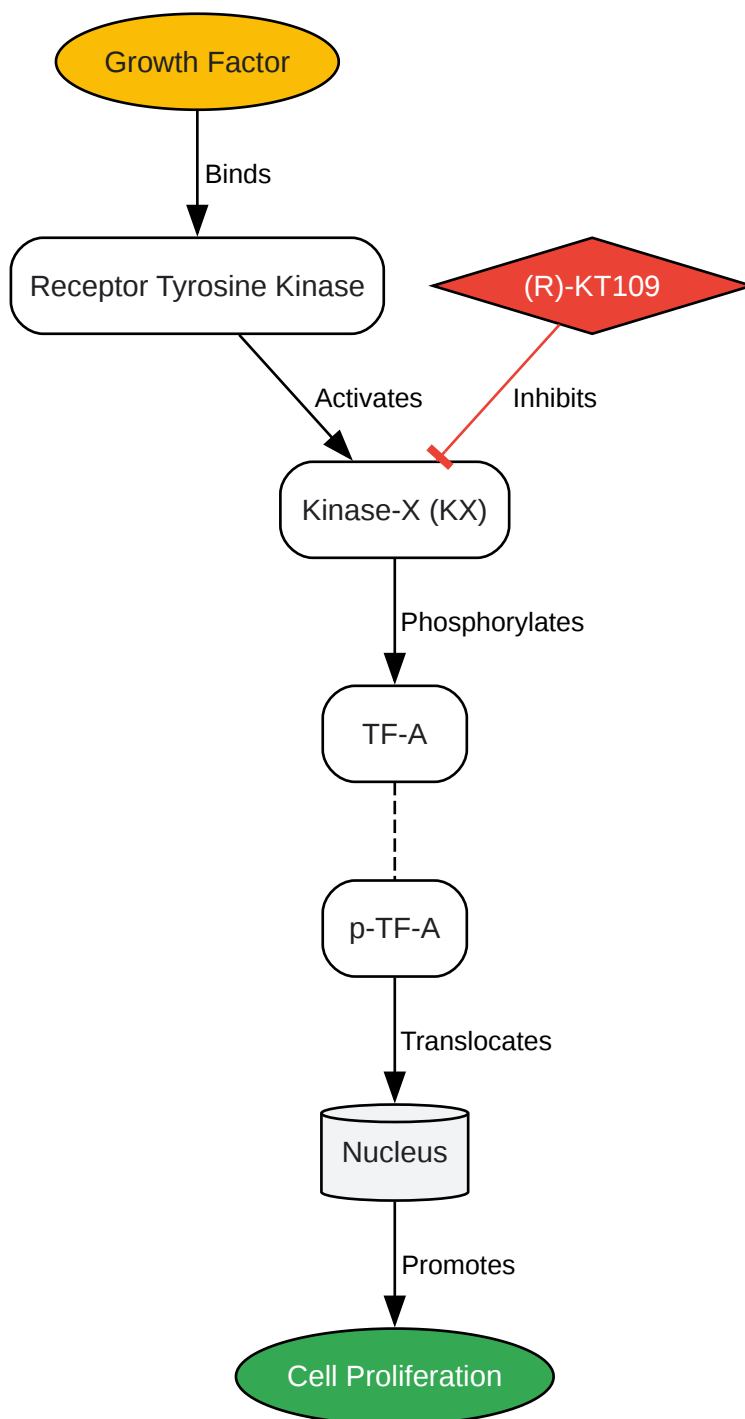 Growth Factor
Binds
Receptor Tyrosine Kinase
(R)-KT109
Activates
Inhibits
Kinase-X (KX)
Phosphorylates
TF-A
p-TF-A
Translocates
Nucleus
Promotes
Cell Proliferation